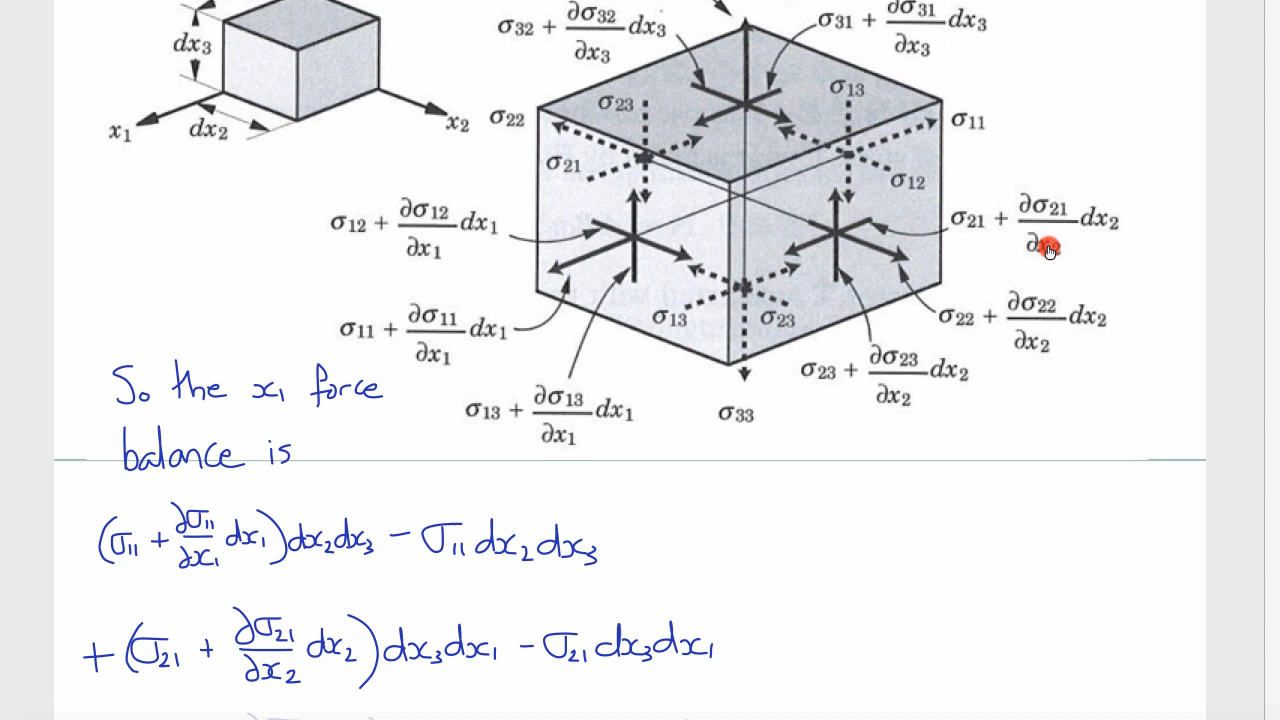 σ32 + ∂σ32/∂x3 dx3
σ31 + ∂σ31/∂x3 dx3
dx3
x1
dx2
x2
σ22
σ23
σ13
σ11
σ21
σ12
σ12 + ∂σ12/∂x1 dx1
σ21 + ∂σ21/∂ dx2
σ11 + ∂σ11/∂x1 dx1
σ13
σ23
σ22 + ∂σ22/∂x2 dx2
σ13 + ∂σ13/∂x1 dx1
σ33
σ23 + ∂σ23/∂x2 dx2
So the x1 force
balance is
(σ11 + ∂σ11/∂x1 dx1)dx2dx3 - σ11 dx2dx3
+ (σ21 + ∂σ21/∂x2 dx2)dx3dx1 - σ21 dx3dx1